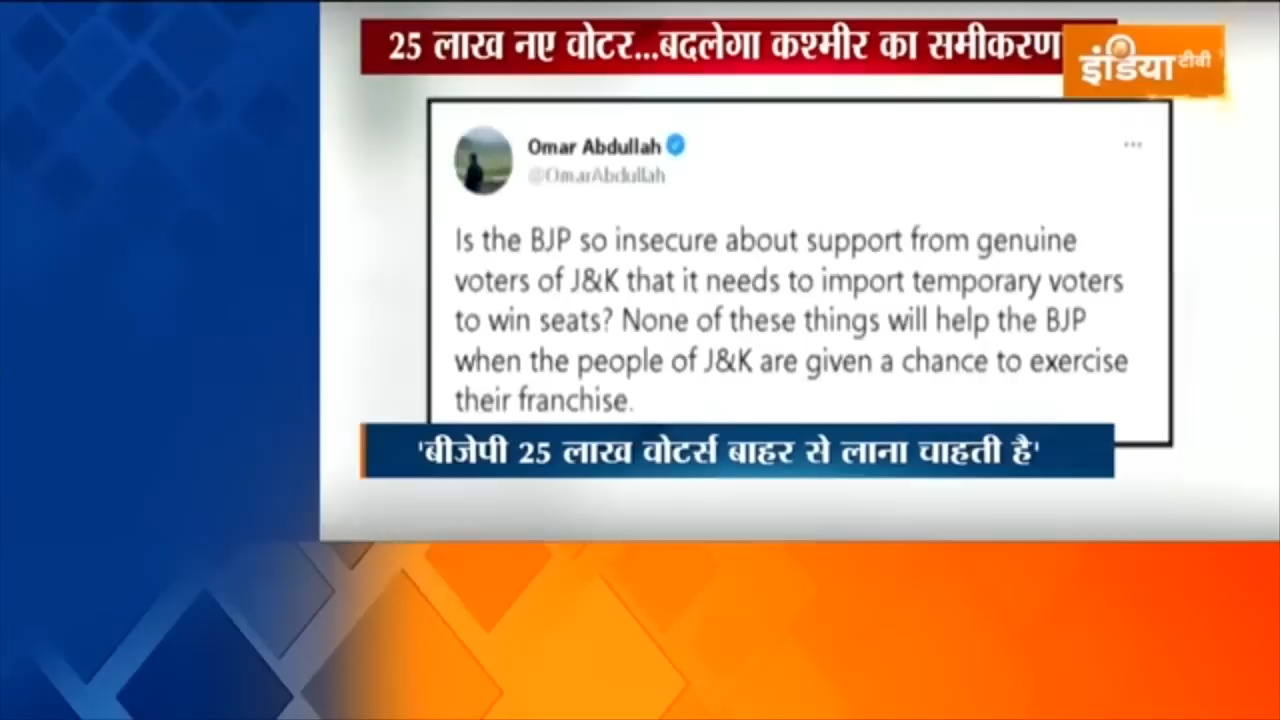 25 लाख नए वोटर...बदलेगा कश्मीर का समीकरण
इंडिया टीवी
Omar Abdullah
@OmarAbdullah
Is the BJP so insecure about support from genuine
voters of J&K that it needs to import temporary voters
to win seats? None of these things will help the BJP
when the people of J&K are given a chance to exercise
their franchise.
'बीजेपी 25 लाख वोटर्स बाहर से लाना चाहती है'